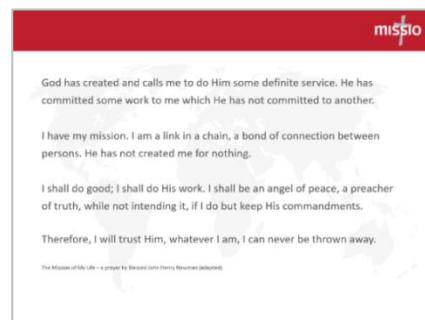 missio
God has created and calls me to do Him some definite service. He has
committed some work to me which He has not committed to another.
I have my mission. I am a link in a chain, a bond of connection between
persons. He has not created me for nothing.
I shall do good; I shall do His work. I shall be an angel of peace, a preacher
of truth, while not intending it, if I do but keep His commandments.
Therefore, I will trust Him, whatever I am, I can never be thrown away.
The Mission of My Life – a prayer by Blessed John Henry Newman (adapted)